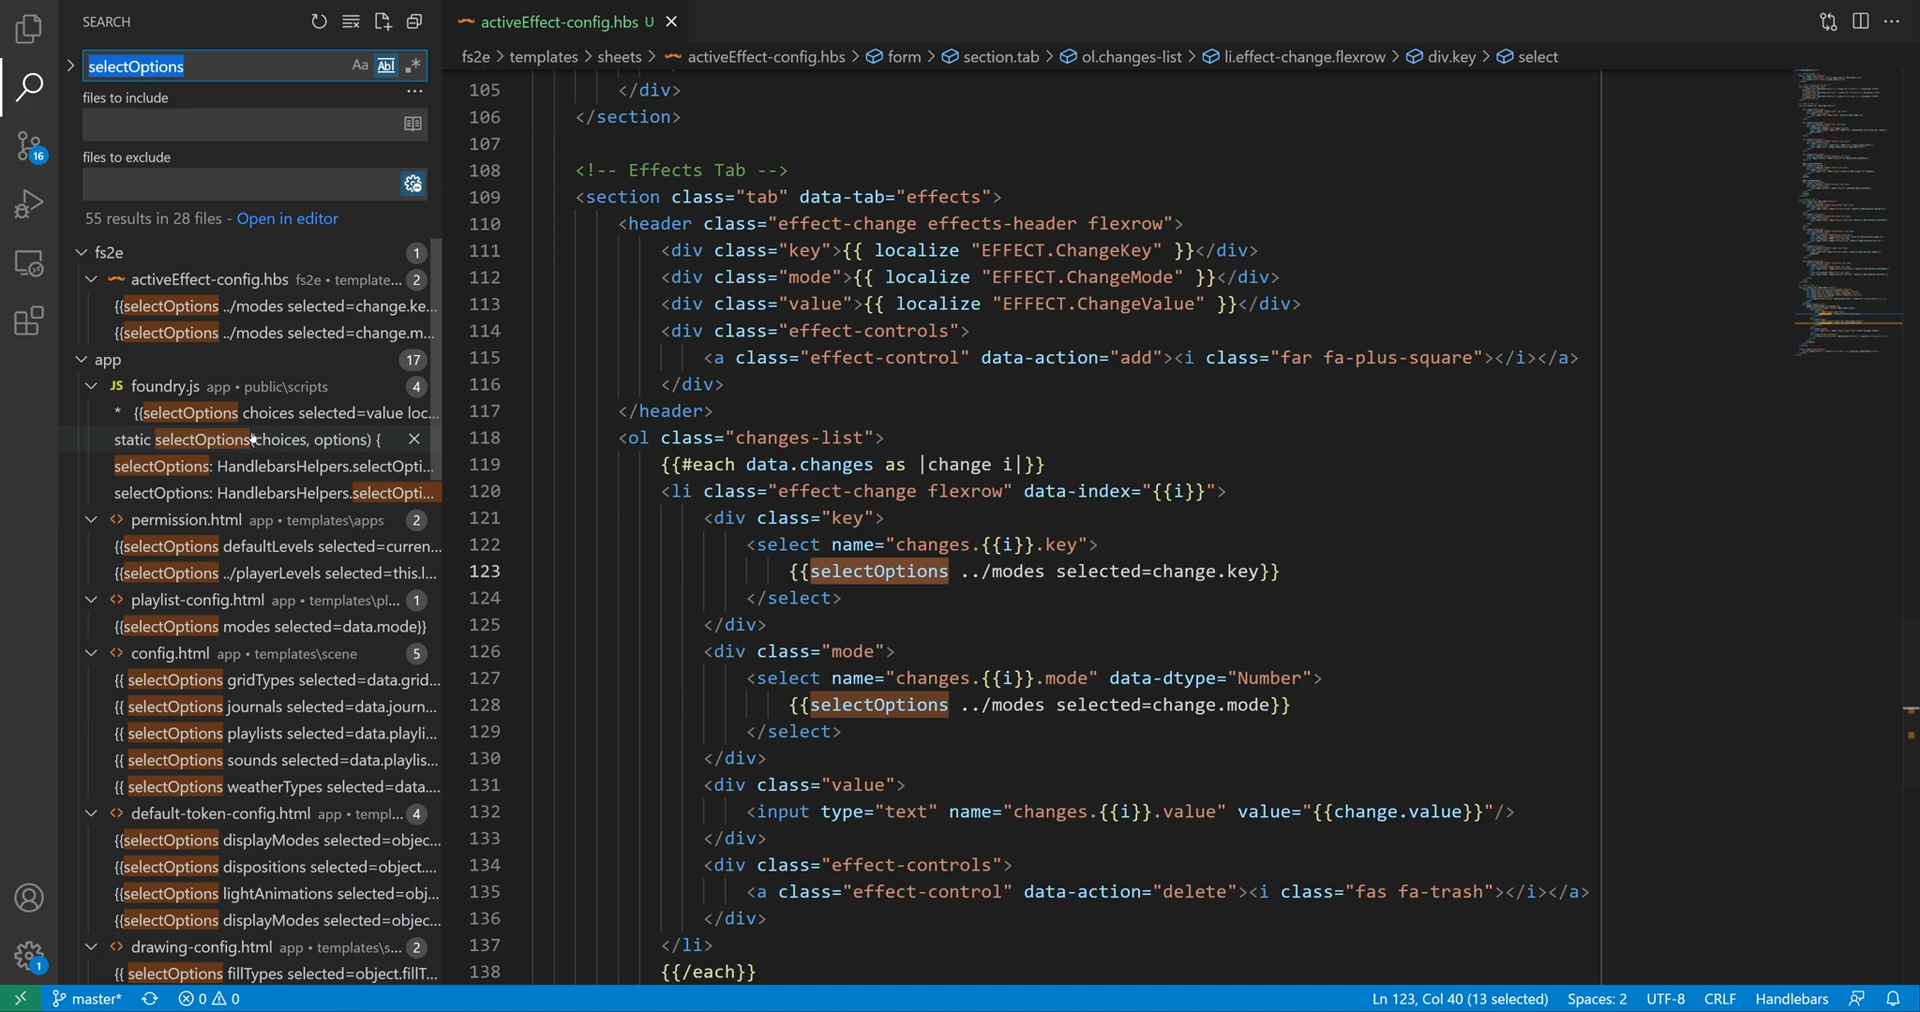 SEARCH
selectOptions
Aa
Abl
.*
files to include
...
files to exclude
55 results in 28 files - Open in editor
fs2e 1
activeEffect-config.hbs fs2e • template... 2
{{selectOptions ../modes selected=change.ke...
{{selectOptions ../modes selected=change.m...
app 17
JS foundry.js app • public\scripts 4
* {{selectOptions choices selected=value loc...
static selectOptions(choices, options) {
selectOptions: HandlebarsHelpers.selectOpti...
selectOptions: HandlebarsHelpers.selectOpti...
<> permission.html app • templates\apps 2
{{selectOptions defaultLevels selected=curren...
{{selectOptions ../playerLevels selected=this.l...
<> playlist-config.html app • templates\pl... 1
{{selectOptions modes selected=data.mode}}
<> config.html app • templates\scene 5
{{ selectOptions gridTypes selected=data.grid...
{{ selectOptions journals selected=data.journ...
{{ selectOptions playlists selected=data.playli...
{{ selectOptions sounds selected=data.playlis...
{{ selectOptions weatherTypes selected=data....
<> default-token-config.html app • templ... 4
{{selectOptions displayModes selected=objec...
{{selectOptions dispositions selected=object....
{{selectOptions lightAnimations selected=obj...
{{selectOptions displayModes selected=objec...
<> drawing-config.html app • templates\s... 2
{{ selectOptions fillTypes selected=object.fillT...
16
1
activeEffect-config.hbs U
fs2e > templates > sheets > activeEffect-config.hbs > form > section.tab > ol.changes-list > li.effect-change.flexrow > div.key > select
105 </div>
106 </section>
107
108 <!-- Effects Tab -->
109 <section class="tab" data-tab="effects">
110 <header class="effect-change effects-header flexrow">
111 <div class="key">{{ localize "EFFECT.ChangeKey" }}</div>
112 <div class="mode">{{ localize "EFFECT.ChangeMode" }}</div>
113 <div class="value">{{ localize "EFFECT.ChangeValue" }}</div>
114 <div class="effect-controls">
115 <a class="effect-control" data-action="add"><i class="far fa-plus-square"></i></a>
116 </div>
117 </header>
118 <ol class="changes-list">
119 {{#each data.changes as |change i|}}
120 <li class="effect-change flexrow" data-index="{{i}}">
121 <div class="key">
122 <select name="changes.{{i}}.key">
123 {{selectOptions ../modes selected=change.key}}
124 </select>
125 </div>
126 <div class="mode">
127 <select name="changes.{{i}}.mode" data-dtype="Number">
128 {{selectOptions ../modes selected=change.mode}}
129 </select>
130 </div>
131 <div class="value">
132 <input type="text" name="changes.{{i}}.value" value="{{change.value}}"/>
133 </div>
134 <div class="effect-controls">
135 <a class="effect-control" data-action="delete"><i class="fas fa-trash"></i></a>
136 </div>
137 </li>
138 {{/each}}
master* 0 0
Ln 123, Col 40 (13 selected) Spaces: 2 UTF-8 CRLF Handlebars